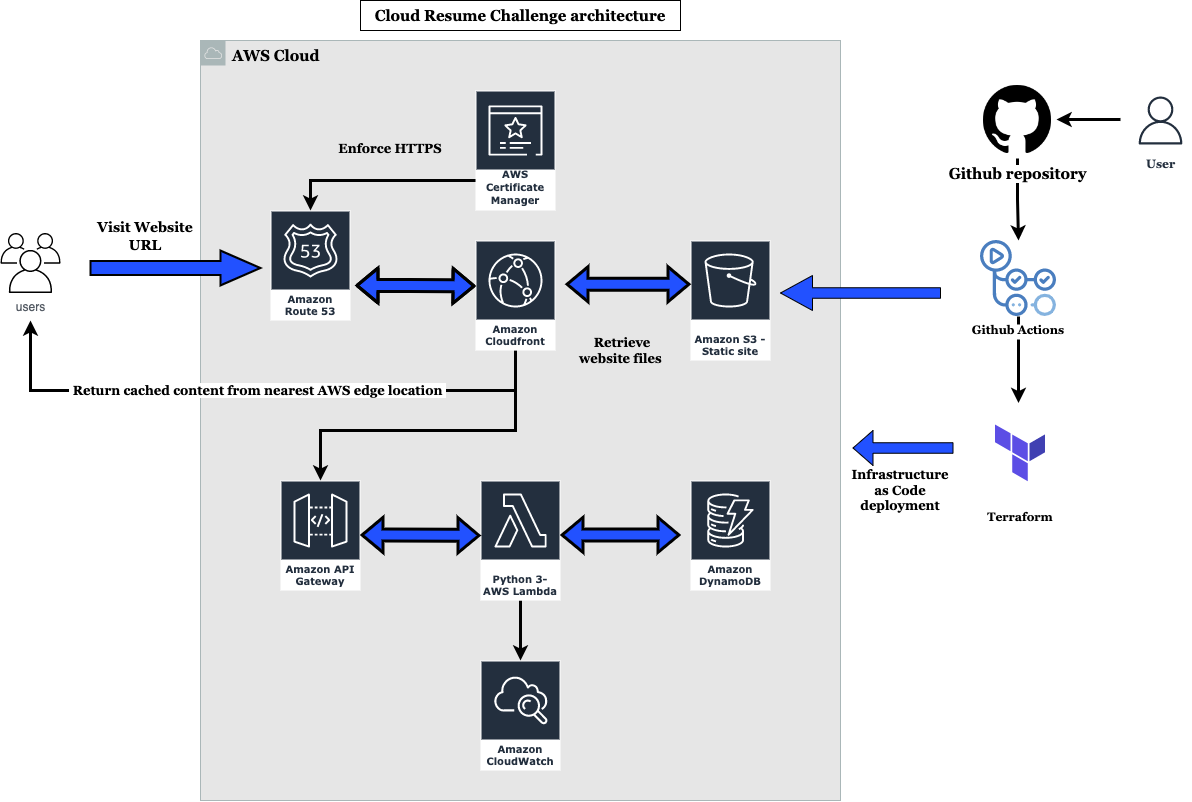 Cloud Resume Challenge architecture
AWS Cloud
Enforce HTTPS
AWS
Certificate
Manager
Github repository
User
Visit Website
URL
53
Amazon
Route 53
users
Amazon
Cloudfront
Retrieve
website files
Amazon S3 -
Static site
Github Actions
Return cached content from nearest AWS edge location
Infrastructure
as Code
deployment
Terraform
</>
Amazon API
Gateway
Python 3-
AWS Lambda
Amazon
DynamoDB
Amazon
CloudWatch